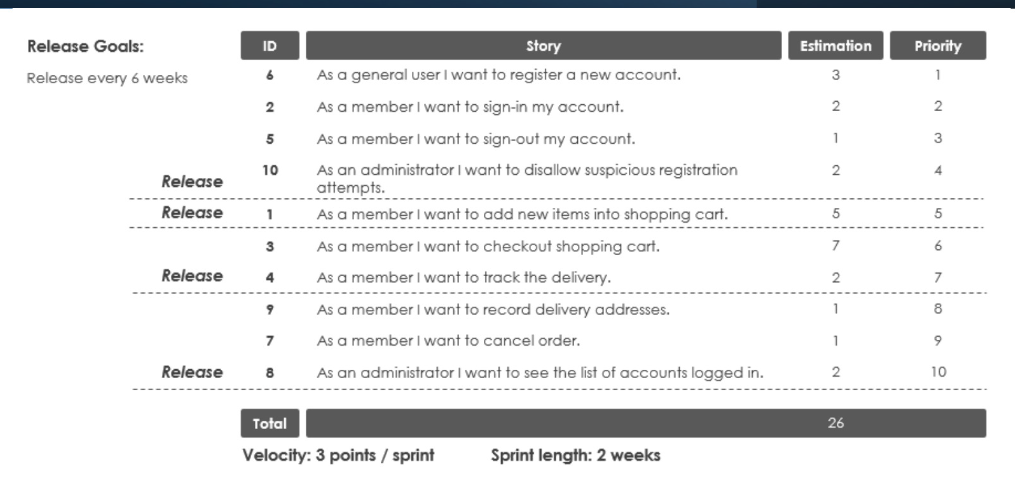 Release Goals: ID Story Estimation Priority
Release every 6 weeks 6 As a general user I want to register a new account. 3 1
2 As a member I want to sign-in my account. 2 2
5 As a member I want to sign-out my account. 1 3
Release 10 As an administrator I want to disallow suspicious registration 2 4
attempts.
Release 1 As a member I want to add new items into shopping cart. 5 5
3 As a member I want to checkout shopping cart. 7 6
Release 4 As a member I want to track the delivery. 2 7
9 As a member I want to record delivery addresses. 1 8
7 As a member I want to cancel order. 1 9
Release 8 As an administrator I want to see the list of accounts logged in. 2 10
Total 26
Velocity: 3 points / sprint Sprint length: 2 weeks